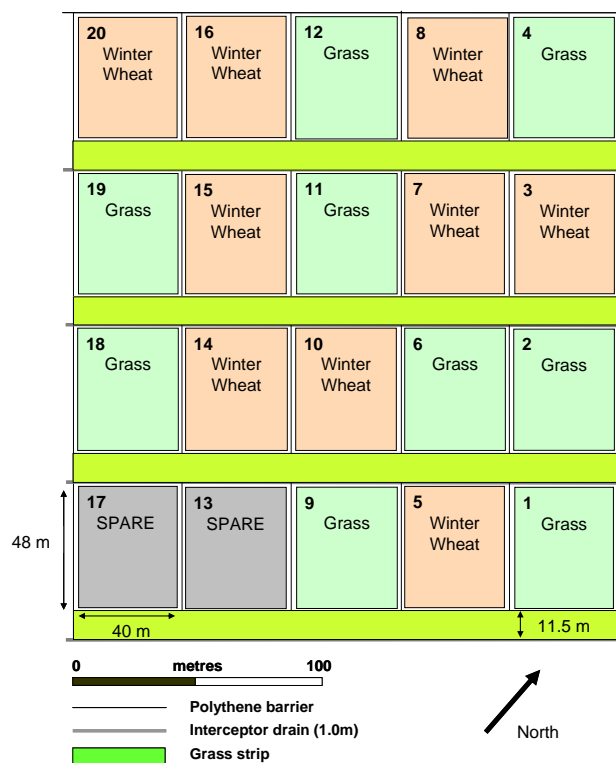 20 16 12 8 4
Winter Wheat
Winter Wheat
Grass
Winter Wheat
Grass
19 15 11 7 3
Grass
Winter Wheat
Grass
Winter Wheat
Winter Wheat
18 14 10 6 2
Grass
Winter Wheat
Winter Wheat
Grass
Grass
17 13 9 5 1
SPARE
SPARE
Grass
Winter Wheat
Grass
48 m
40 m
11.5 m
0 metres 100
Polythene barrier
Interceptor drain (1.0m)
Grass strip
North